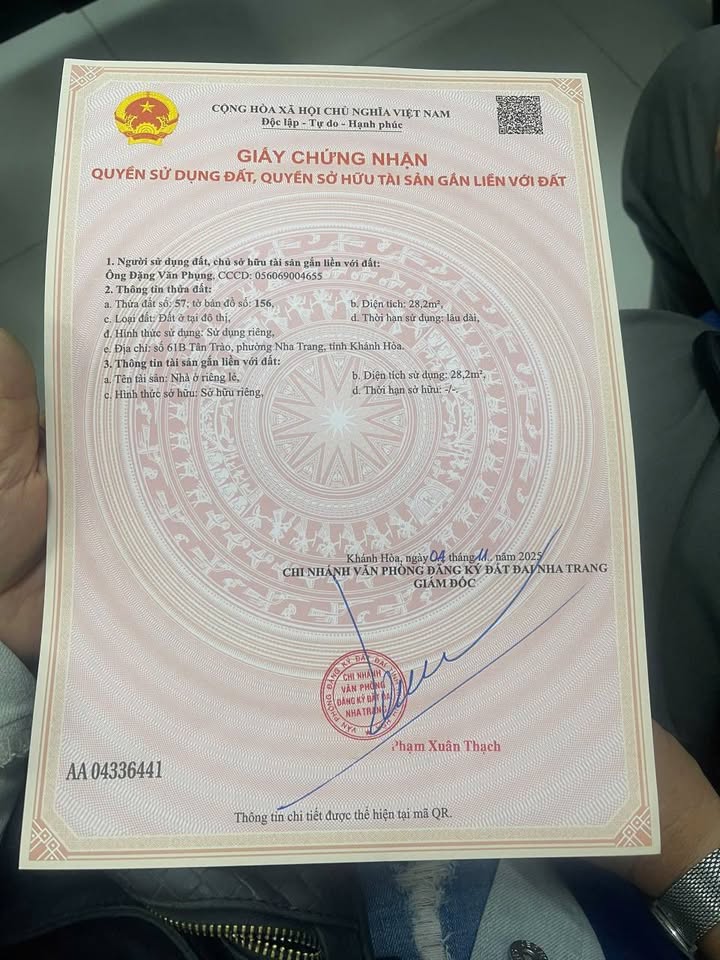 CỘNG HÒA XÃ HỘI CHỦ NGHĨA VIỆT NAM
Độc lập - Tự do - Hạnh phúc
GIẤY CHỨNG NHẬN
QUYỀN SỬ DỤNG ĐẤT, QUYỀN SỞ HỮU TÀI SẢN GẮN LIỀN VỚI ĐẤT
1. Người sử dụng đất, chủ sở hữu tài sản gắn liền với đất:
Ông Đặng Văn Phụng, CCCD: 056069004655
2. Thông tin thửa đất:
a. Thửa đất số: 57; tờ bản đồ số: 156, b. Diện tích: 28,2m²,
c. Loại đất: Đất ở tại đô thị, d. Thời hạn sử dụng: lâu dài,
đ. Hình thức sử dụng: Sử dụng riêng,
e. Địa chỉ: số 61B Tân Trào, phường Nha Trang, tỉnh Khánh Hòa.
3. Thông tin tài sản gắn liền với đất:
a. Tên tài sản: Nhà ở riêng lẻ, b. Diện tích sử dụng: 28,2m²,
c. Hình thức sở hữu: Sở hữu riêng, d. Thời hạn sở hữu: -/-.
Khánh Hòa, ngày 04 tháng 11, năm 2025
CHI NHÁNH VĂN PHÒNG ĐĂNG KÝ ĐẤT ĐAI NHA TRANG
GIÁM ĐỐC
VĂN PHÒNG ĐĂNG KÝ ĐẤT ĐAI TỈNH
CHI NHÁNH
VĂN PHÒNG
ĐĂNG KÝ ĐẤT ĐAI
NHA TRANG
Phạm Xuân Thạch
AA 04336441
Thông tin chi tiết được thể hiện tại mã QR.